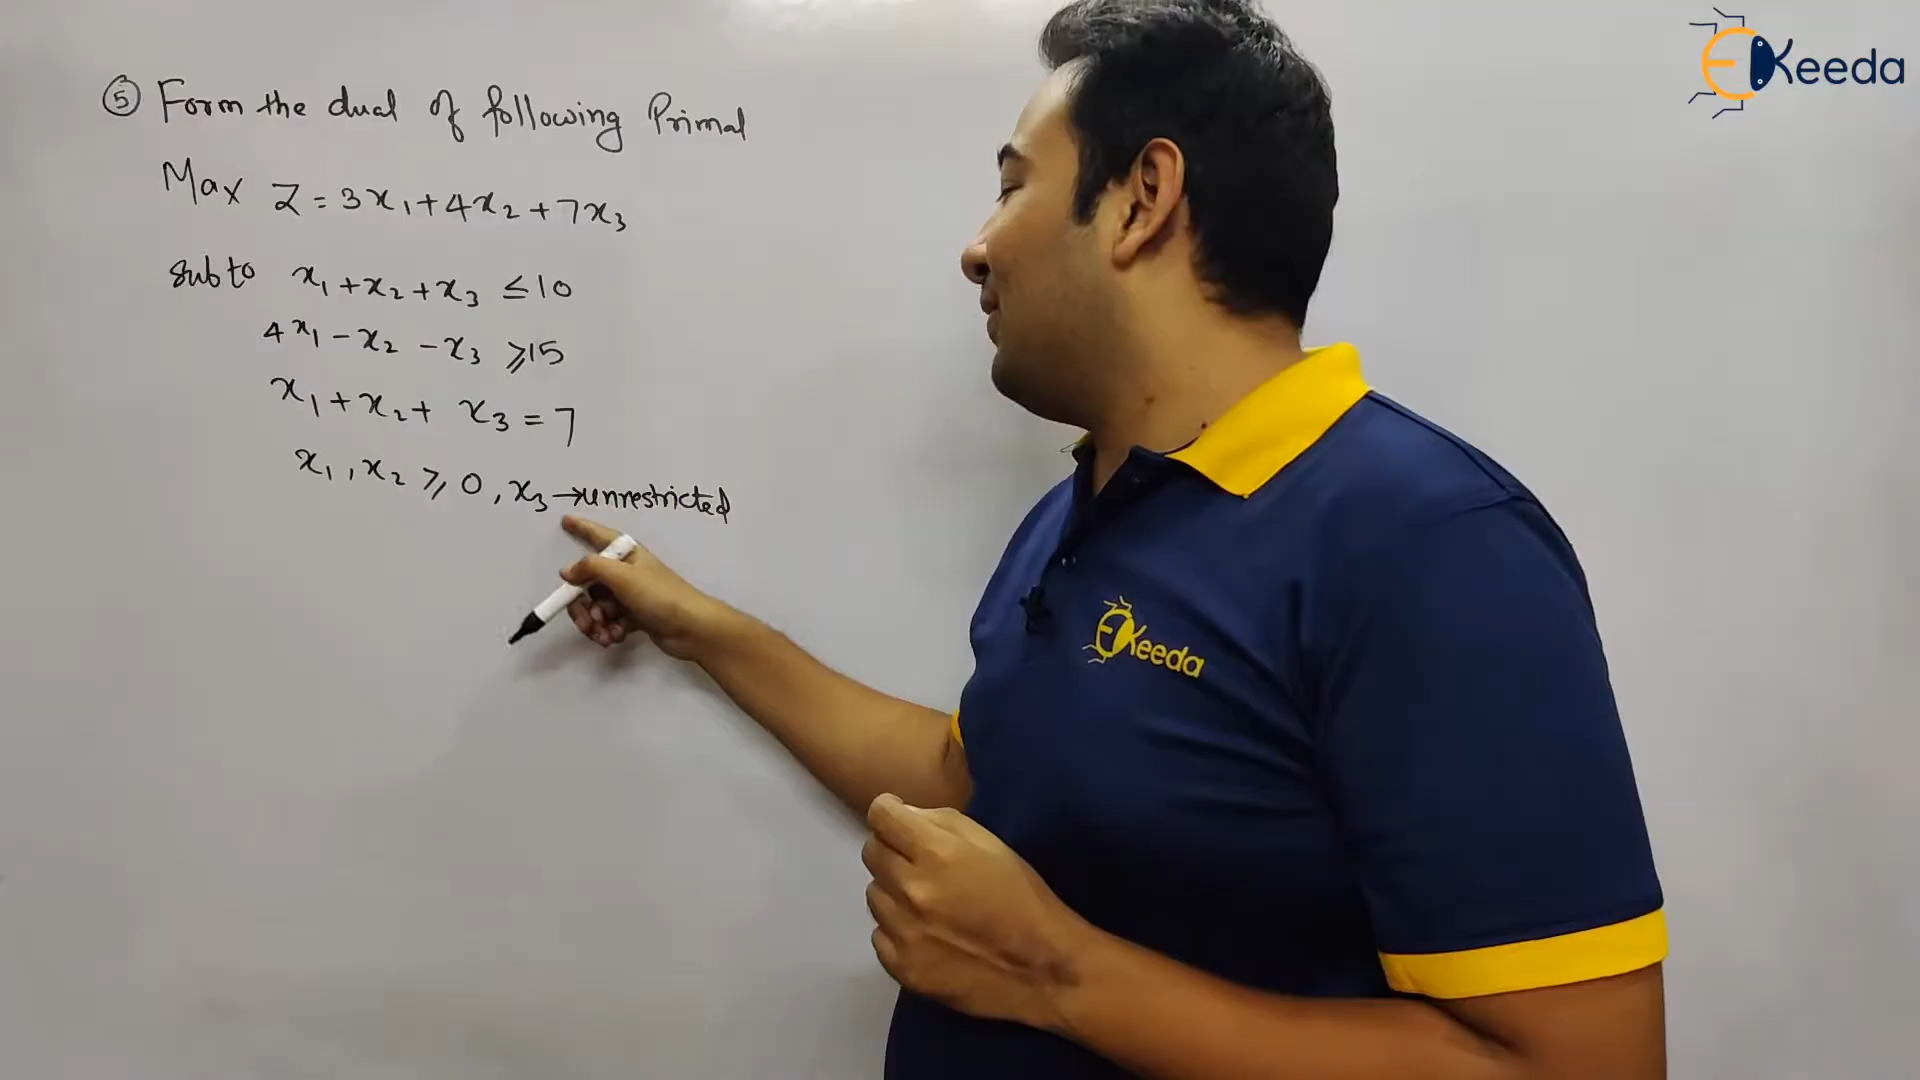 ⑤ Form the dual of following Primal
Max Z = 3x₁ + 4x₂ + 7x₃
sub to x₁ + x₂ + x₃ ≤ 10
4x₁ - x₂ - x₃ ≥ 15
x₁ + x₂ + x₃ = 7
x₁, x₂ ≥ 0, x₃ → unrestricted
EKeeda
EKeeda